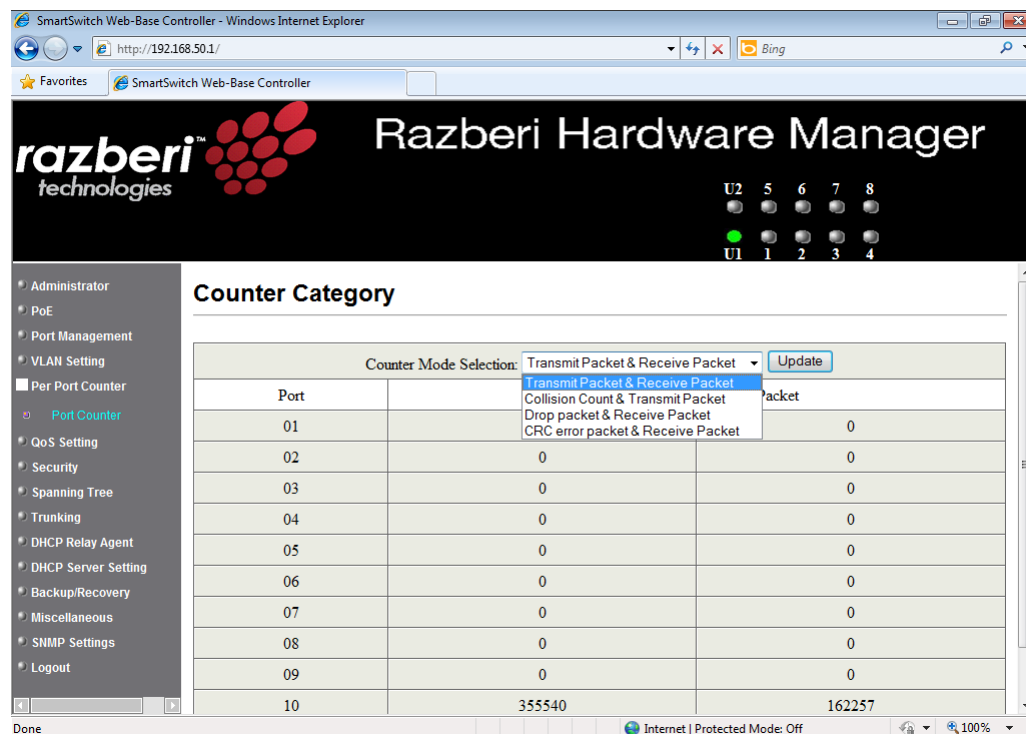 SmartSwitch Web-Base Controller - Windows Internet Explorer
http://192.168.50.1/
Bing
Favorites
SmartSwitch Web-Base Controller
razberi™
technologies
Razberi Hardware Manager
U2 5 6 7 8
U1 1 2 3 4
Administrator
PoE
Port Management
VLAN Setting
Per Port Counter
Port Counter
QoS Setting
Security
Spanning Tree
Trunking
DHCP Relay Agent
DHCP Server Setting
Backup/Recovery
Miscellaneous
SNMP Settings
Logout
Counter Category
Counter Mode Selection: Transmit Packet & Receive Packet Update
Transmit Packet & Receive Packet
Collision Count & Transmit Packet
Drop packet & Receive Packet
CRC error packet & Receive Packet
Port Packet
01 0
02 0 0
03 0 0
04 0 0
05 0 0
06 0 0
07 0 0
08 0 0
09 0 0
10 355540 162257
Done
Internet | Protected Mode: Off
100%